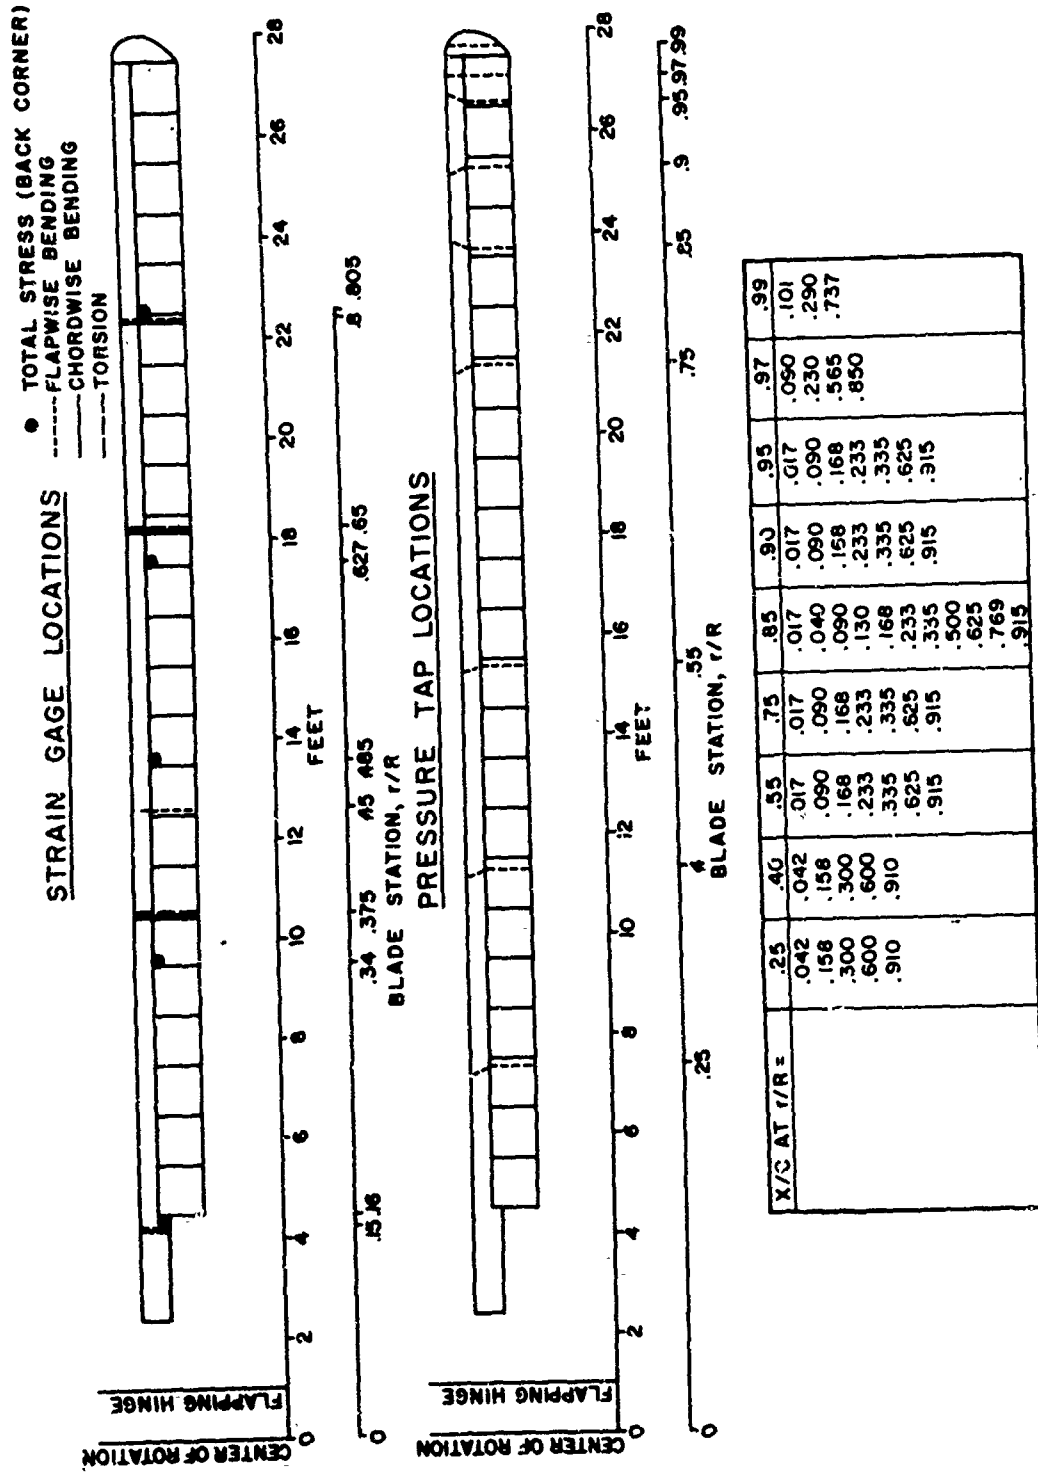 STRAIN GAGE LOCATIONS
● TOTAL STRESS (BACK CORNER)
-----FLAPWISE BENDING
——CHORDWISE BENDING
—-—TORSION
CENTER OF ROTATION
FLAPPING HINGE
0 2 4 6 8 10 12 14 16 18 20 22 24 26 28
FEET
0 .15 .16 .34 .375 .45 .485 .627 .65 .8 .805
BLADE STATION, r/R
PRESSURE TAP LOCATIONS
CENTER OF ROTATION
FLAPPING HINGE
0 2 4 6 8 10 12 14 16 18 20 22 24 26 28
FEET
0 .25 .4 .55 .75 .85 .9 .95 .97 .99
BLADE STATION, r/R
X/C AT r/R = .25 .40 .55 .75 .85 .90 .95 .97 .99
.042 .042 .017 .017 .017 .017 .017 .090 .101
.158 .158 .090 .090 .040 .090 .090 .230 .290
.300 .300 .168 .168 .090 .168 .168 .565 .737
.600 .600 .233 .233 .130 .233 .233 .850
.910 .910 .335 .335 .168 .335 .335
.625 .625 .233 .625 .625
.915 .915 .335 .915 .915
.500
.625
.769
.915